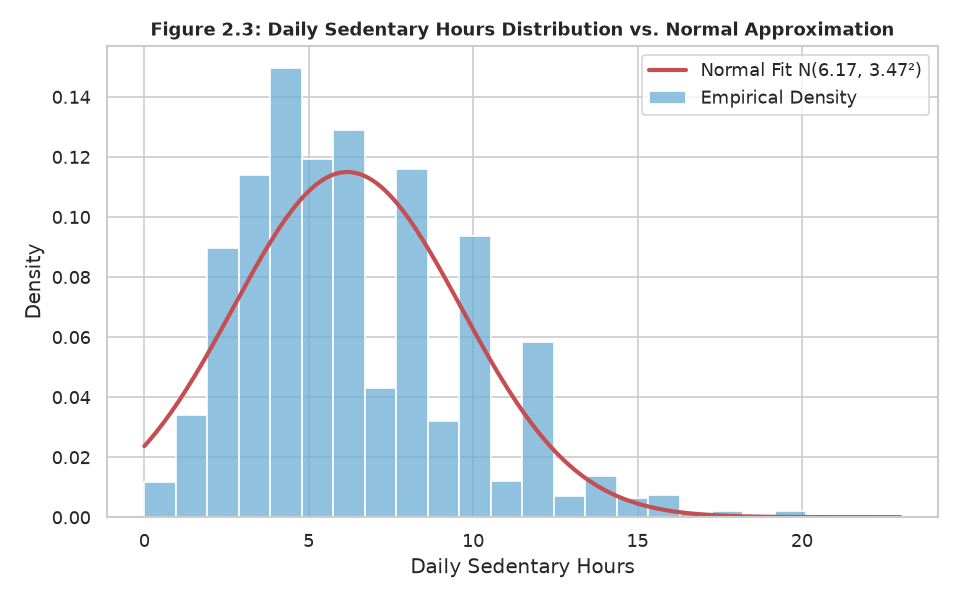 Figure 2.3: Daily Sedentary Hours Distribution vs. Normal Approximation
Normal Fit N(6.17, 3.47²)
Empirical Density
Density
0.14
0.12
0.10
0.08
0.06
0.04
0.02
0.00
0 5 10 15 20
Daily Sedentary Hours